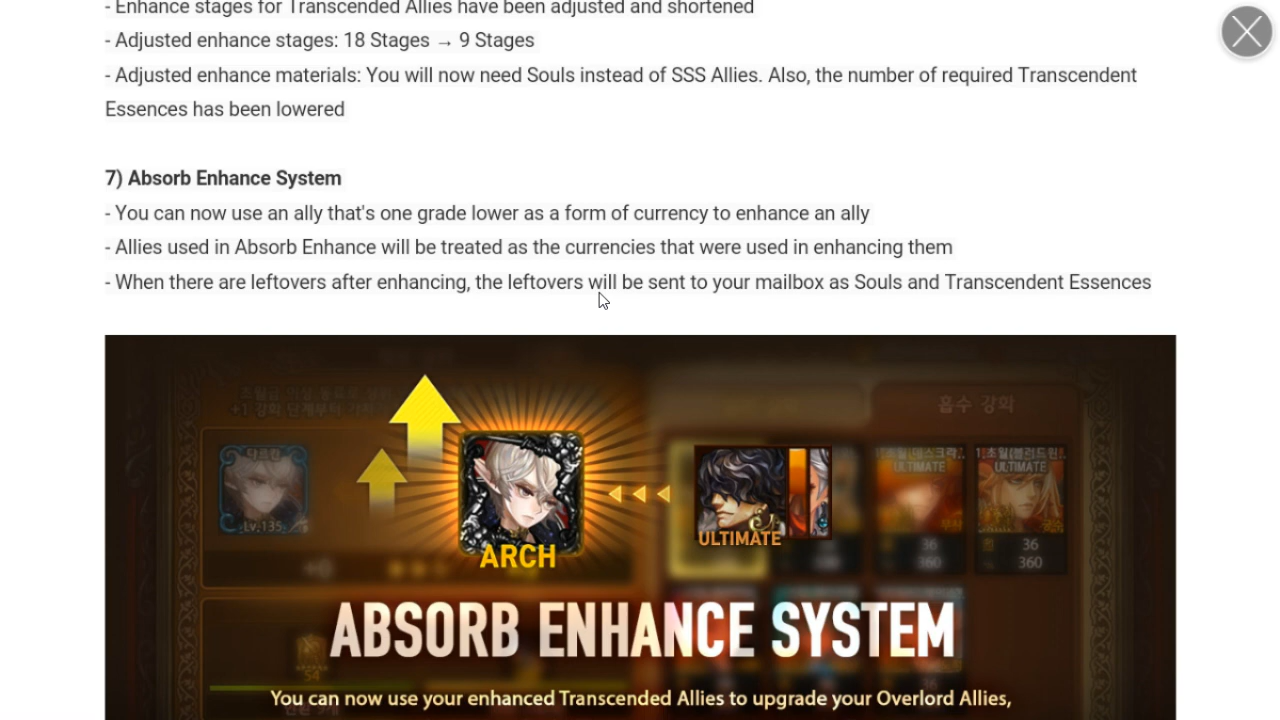 - Enhance stages for Transcended Allies have been adjusted and shortened
- Adjusted enhance stages: 18 Stages → 9 Stages
- Adjusted enhance materials: You will now need Souls instead of SSS Allies. Also, the number of required Transcendent
Essences has been lowered
7) Absorb Enhance System
- You can now use an ally that's one grade lower as a form of currency to enhance an ally
- Allies used in Absorb Enhance will be treated as the currencies that were used in enhancing them
- When there are leftovers after enhancing, the leftovers will be sent to your mailbox as Souls and Transcendent Essences
흡수 강화
Lv.135
ULTIMATE
ULTIMATE
ULTIMATE
ARCH
36
360
36
360
ABSORB ENHANCE SYSTEM
54
You can now use your enhanced Transcended Allies to upgrade your Overlord Allies,